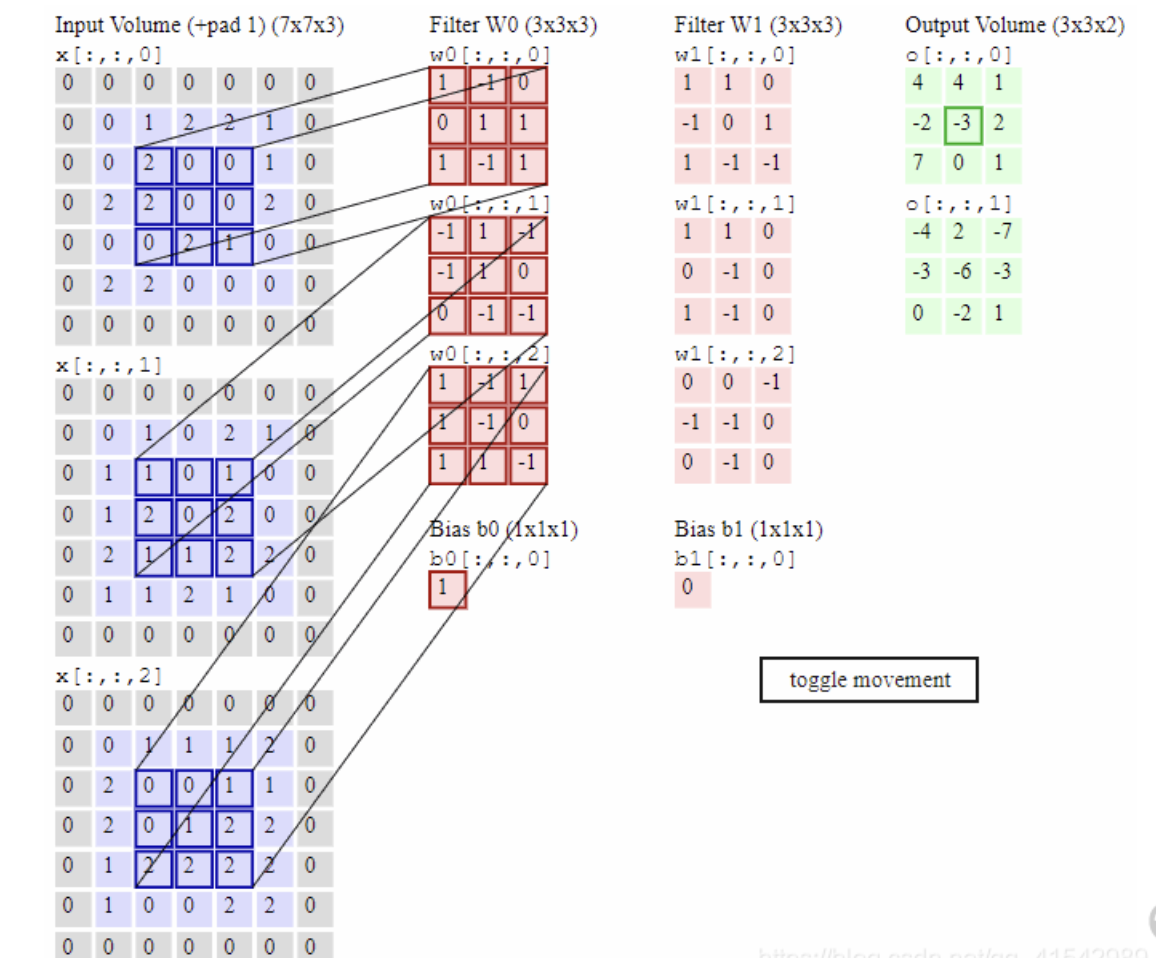 Input Volume (+pad 1) (7x7x3)
x[:,:,0]
0 0 0 0 0 0 0
0 0 1 2 2 1 0
0 0 2 0 0 1 0
0 2 2 0 0 2 0
0 0 0 2 1 0 0
0 2 2 0 0 0 0
0 0 0 0 0 0 0
x[:,:,1]
0 0 0 0 0 0 0
0 0 1 0 2 1 0
0 1 1 0 1 0 0
0 1 2 0 2 0 0
0 2 1 1 2 2 0
0 1 1 2 1 0 0
0 0 0 0 0 0 0
x[:,:,2]
0 0 0 0 0 0 0
0 0 1 1 1 2 0
0 2 0 0 1 1 0
0 2 0 1 2 2 0
0 1 2 2 2 2 0
0 1 0 0 2 2 0
0 0 0 0 0 0 0
Filter W0 (3x3x3)
w0[:,:,0]
1 -1 0
0 1 1
1 -1 1
w0[:,:,1]
-1 1 -1
-1 1 0
0 -1 -1
w0[:,:,2]
1 -1 1
1 -1 0
1 1 -1
Bias b0 (1x1x1)
b0[:,:,0]
1
Filter W1 (3x3x3)
w1[:,:,0]
1 1 0
-1 0 1
1 -1 -1
w1[:,:,1]
1 1 0
0 -1 0
1 -1 0
w1[:,:,2]
0 0 -1
-1 -1 0
0 -1 0
Bias b1 (1x1x1)
b1[:,:,0]
0
Output Volume (3x3x2)
o[:,:,0]
4 4 1
-2 -3 2
7 0 1
o[:,:,1]
-4 2 -7
-3 -6 -3
0 -2 1
toggle movement